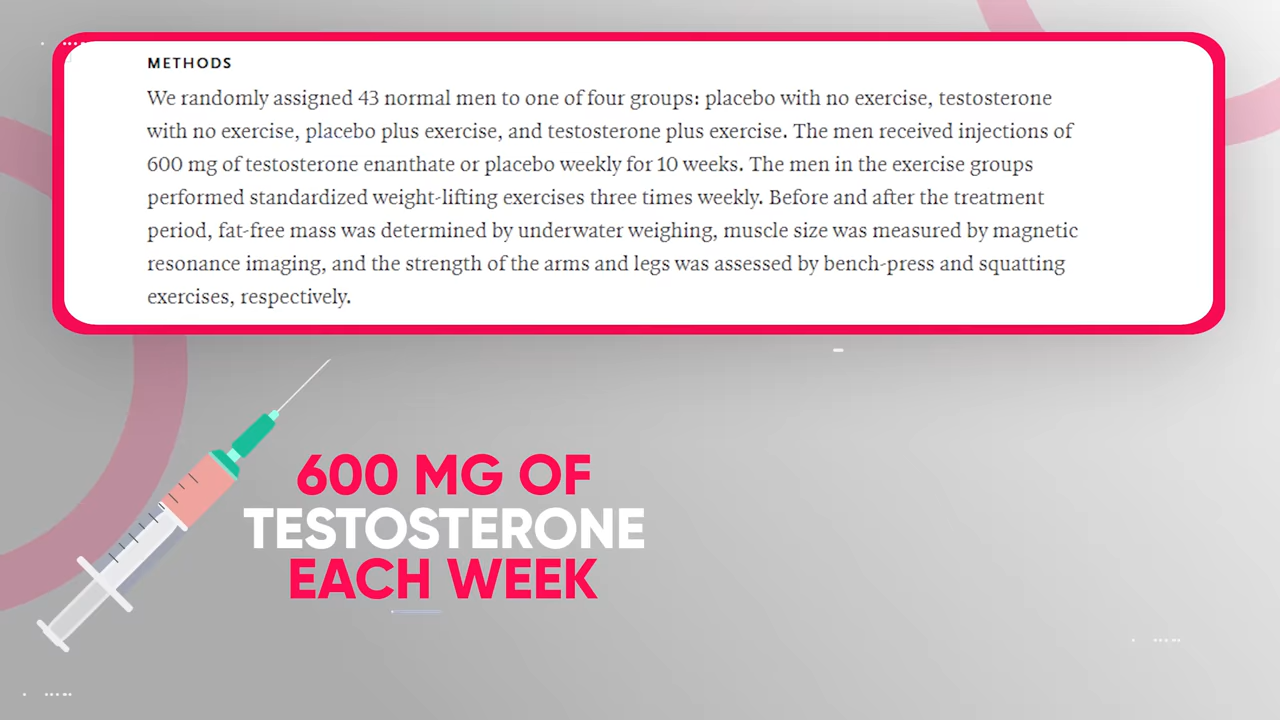 METHODS
We randomly assigned 43 normal men to one of four groups: placebo with no exercise, testosterone
with no exercise, placebo plus exercise, and testosterone plus exercise. The men received injections of
600 mg of testosterone enanthate or placebo weekly for 10 weeks. The men in the exercise groups
performed standardized weight-lifting exercises three times weekly. Before and after the treatment
period, fat-free mass was determined by underwater weighing, muscle size was measured by magnetic
resonance imaging, and the strength of the arms and legs was assessed by bench-press and squatting
exercises, respectively.
600 MG OF
TESTOSTERONE
EACH WEEK